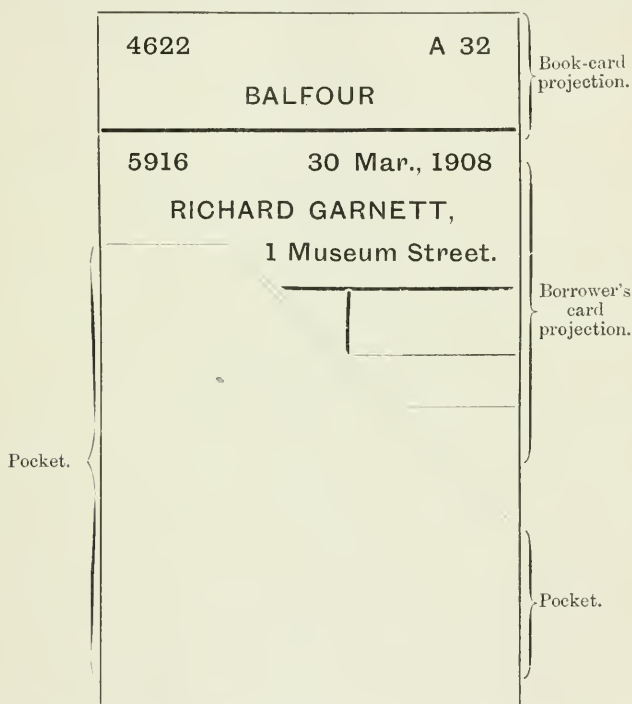 4622 A 32
BALFOUR
Book-card
projection.
5916 30 Mar., 1908
RICHARD GARNETT,
1 Museum Street.
Borrower's
card
projection.
Pocket.
Pocket.